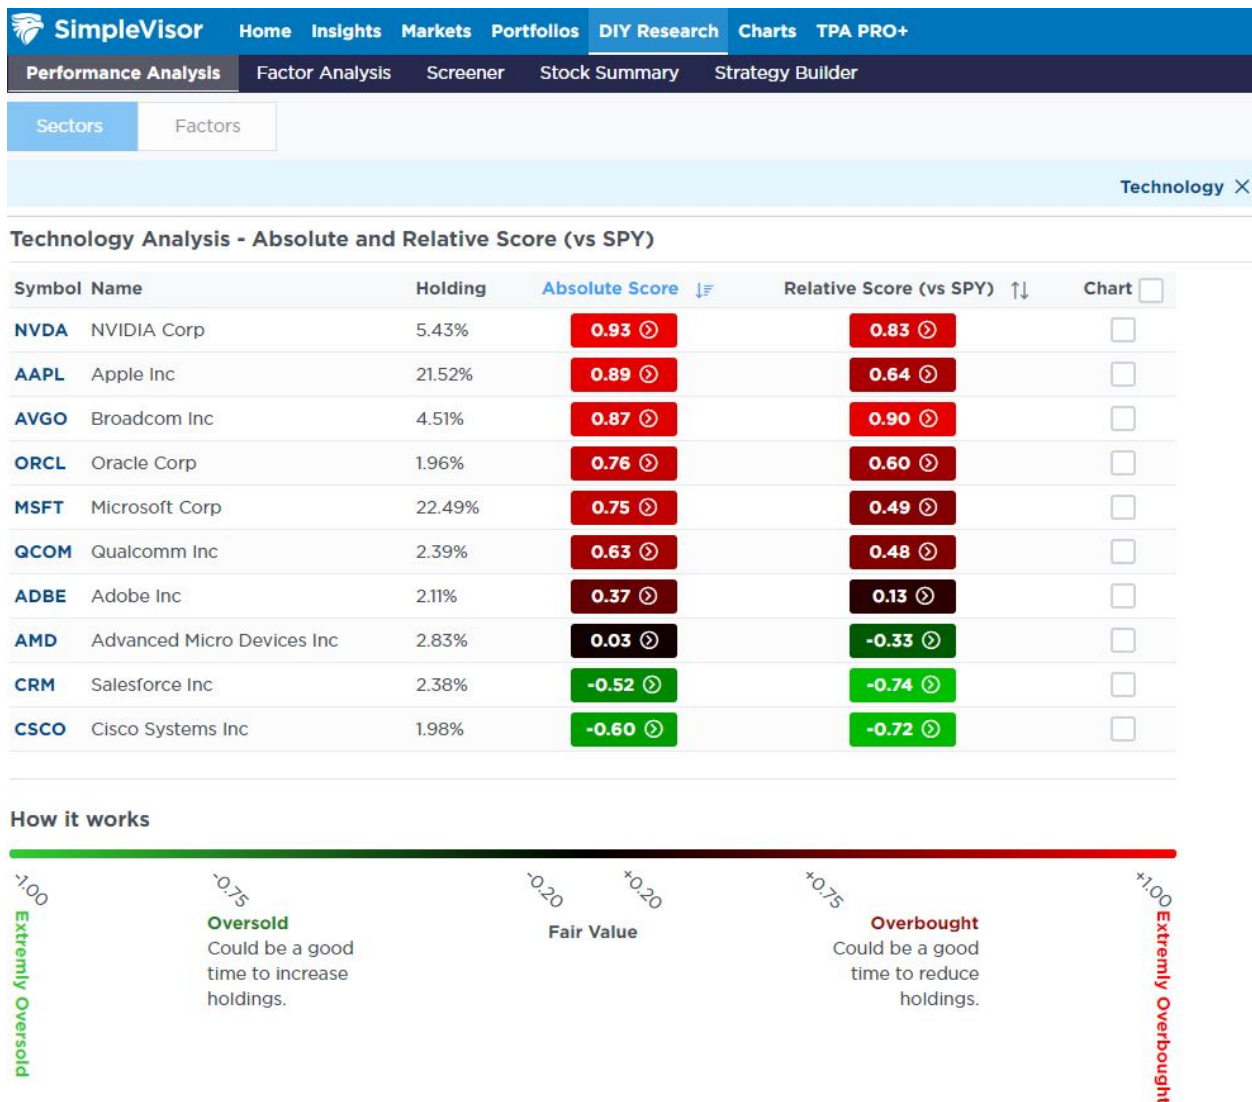 SimpleVisor Home Insights Markets Portfolios DIY Research Charts TPA PRO+
Performance Analysis Factor Analysis Screener Stock Summary Strategy Builder
Sectors Factors
Technology X
Technology Analysis - Absolute and Relative Score (vs SPY)
Symbol Name Holding Absolute Score Relative Score (vs SPY) Chart
NVDA NVIDIA Corp 5.43% 0.93 0.83
AAPL Apple Inc 21.52% 0.89 0.64
AVGO Broadcom Inc 4.51% 0.87 0.90
ORCL Oracle Corp 1.96% 0.76 0.60
MSFT Microsoft Corp 22.49% 0.75 0.49
QCOM Qualcomm Inc 2.39% 0.63 0.48
ADBE Adobe Inc 2.11% 0.37 0.13
AMD Advanced Micro Devices Inc 2.83% 0.03 -0.33
CRM Salesforce Inc 2.38% -0.52 -0.74
CSCO Cisco Systems Inc 1.98% -0.60 -0.72
How it works
-1.00 -0.75 -0.20 +0.20 +0.75 +1.00
Extremly Oversold
Oversold
Could be a good
time to increase
holdings.
Fair Value
Overbought
Could be a good
time to reduce
holdings.
Extremly Overbought